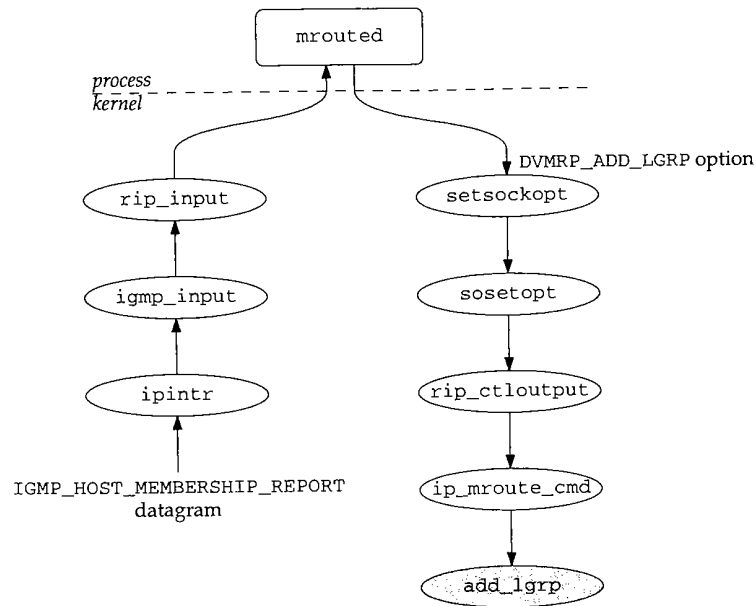 mrouted
process
kernel
DVMRP_ADD_LGRP option
rip_input
setsockopt
igmp_input
sosetopt
ipintr
rip_ctloutput
IGMP_HOST_MEMBERSHIP_REPORT
datagram
ip_mroute_cmd
add_lgrp